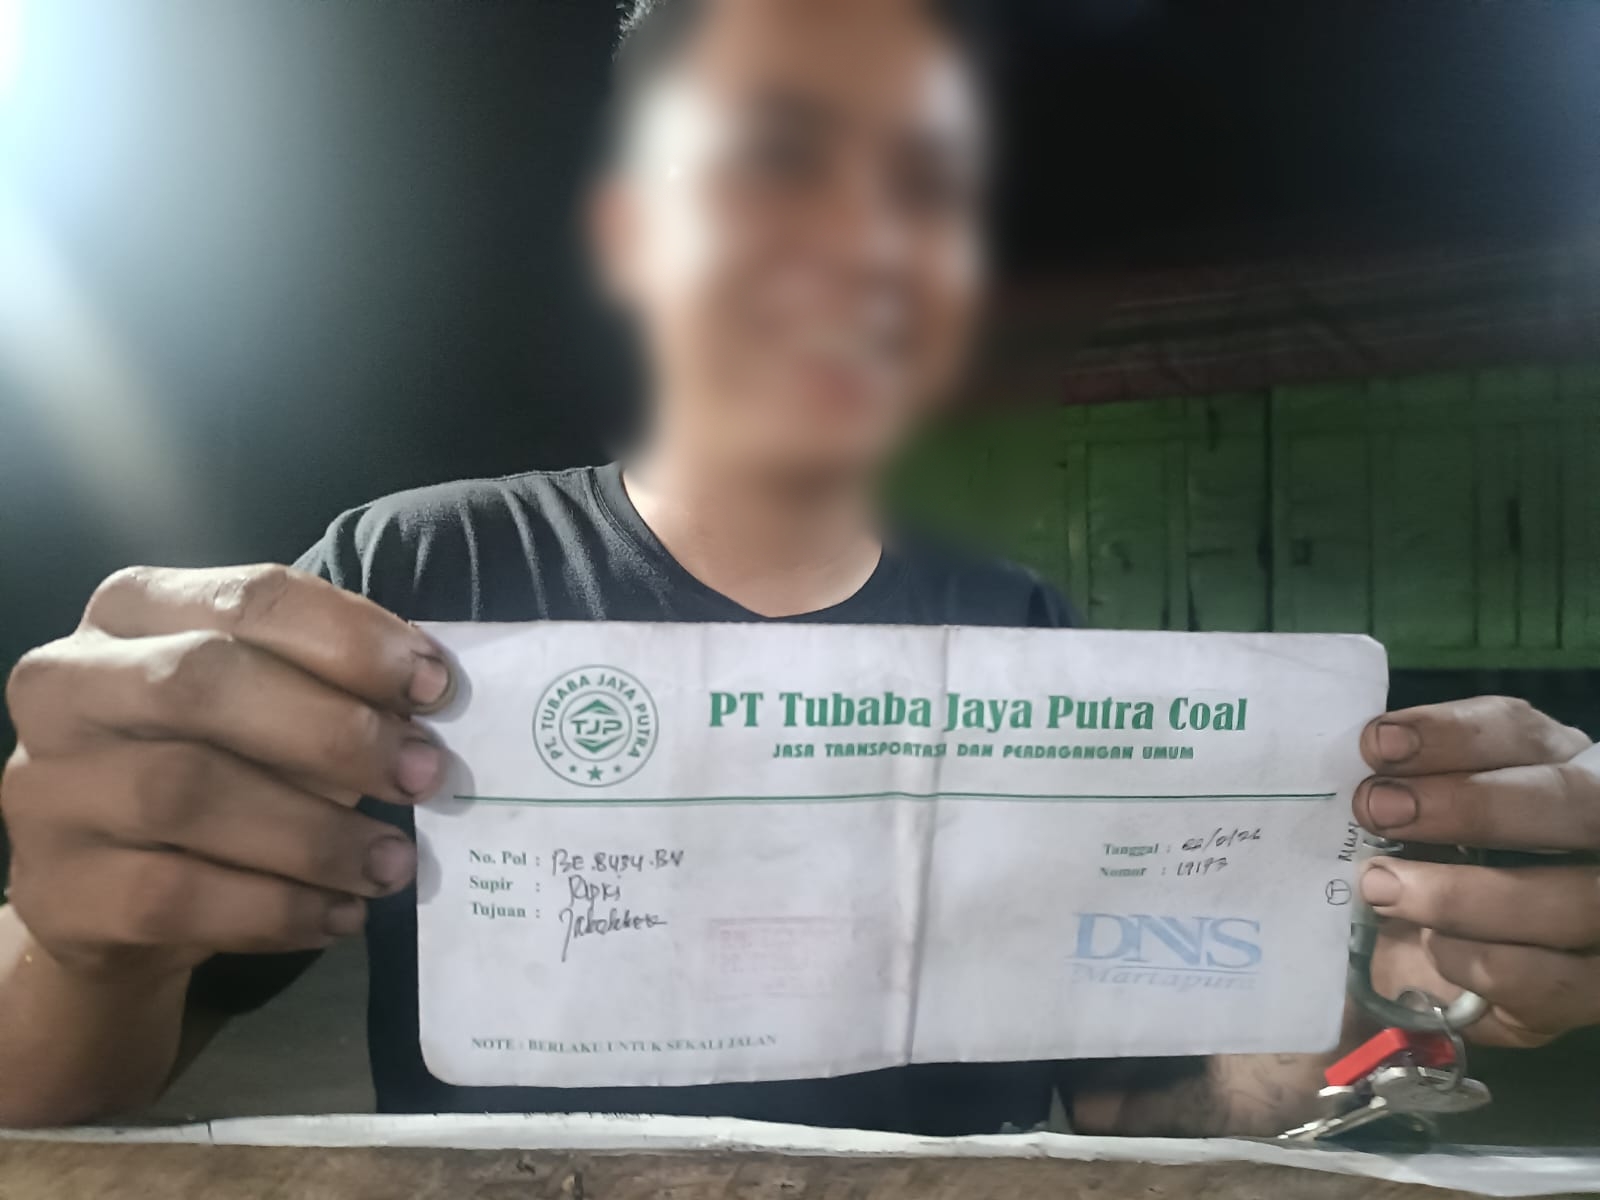 PT. TUBABA JAYA PUTRA
TJP
PT Tubaba Jaya Putra Coal
JASA TRANSPORTASI DAN PERDAGANGAN UMUM
No. Pol : BE.8434.BV
Supir :
Tujuan :
Tanggal :
Nomor : 19193
DNS
Martapura
NOTE : BERLAKU UNTUK SEKALI JALAN